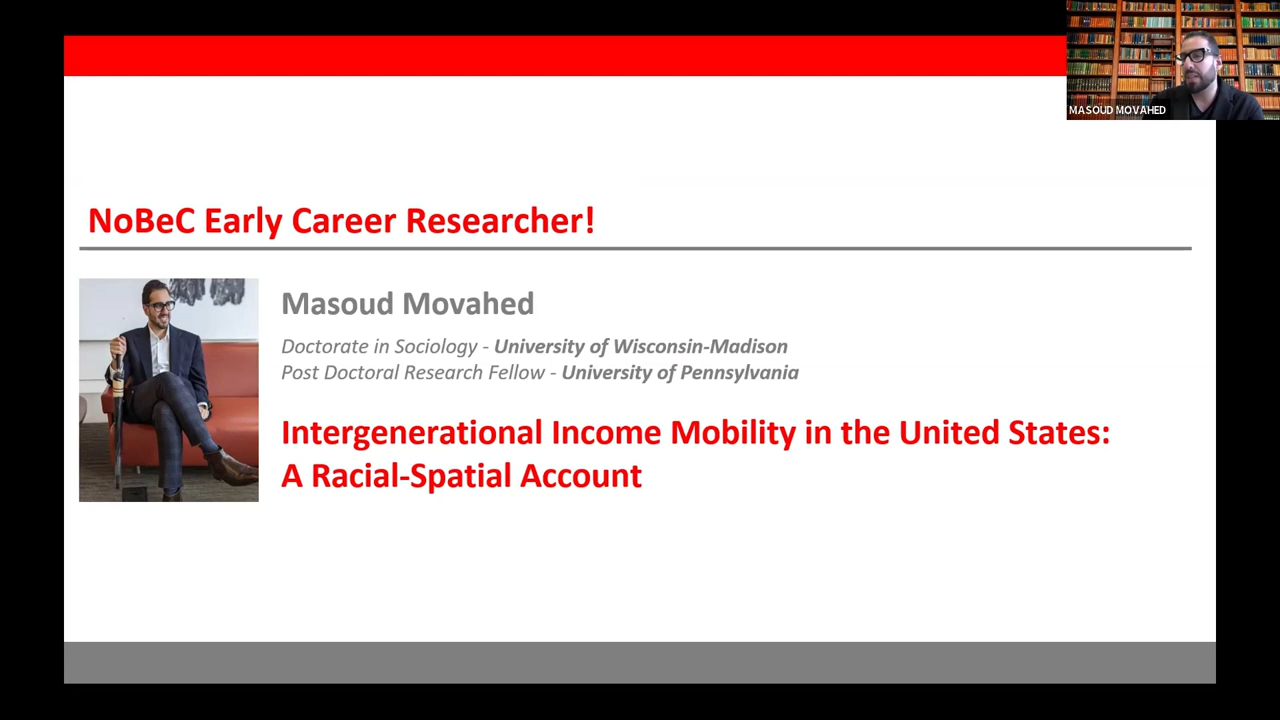 MASOUD MOVAHED
NoBeC Early Career Researcher!
Masoud Movahed
Doctorate in Sociology - University of Wisconsin-Madison
Post Doctoral Research Fellow - University of Pennsylvania
Intergenerational Income Mobility in the United States:
A Racial-Spatial Account